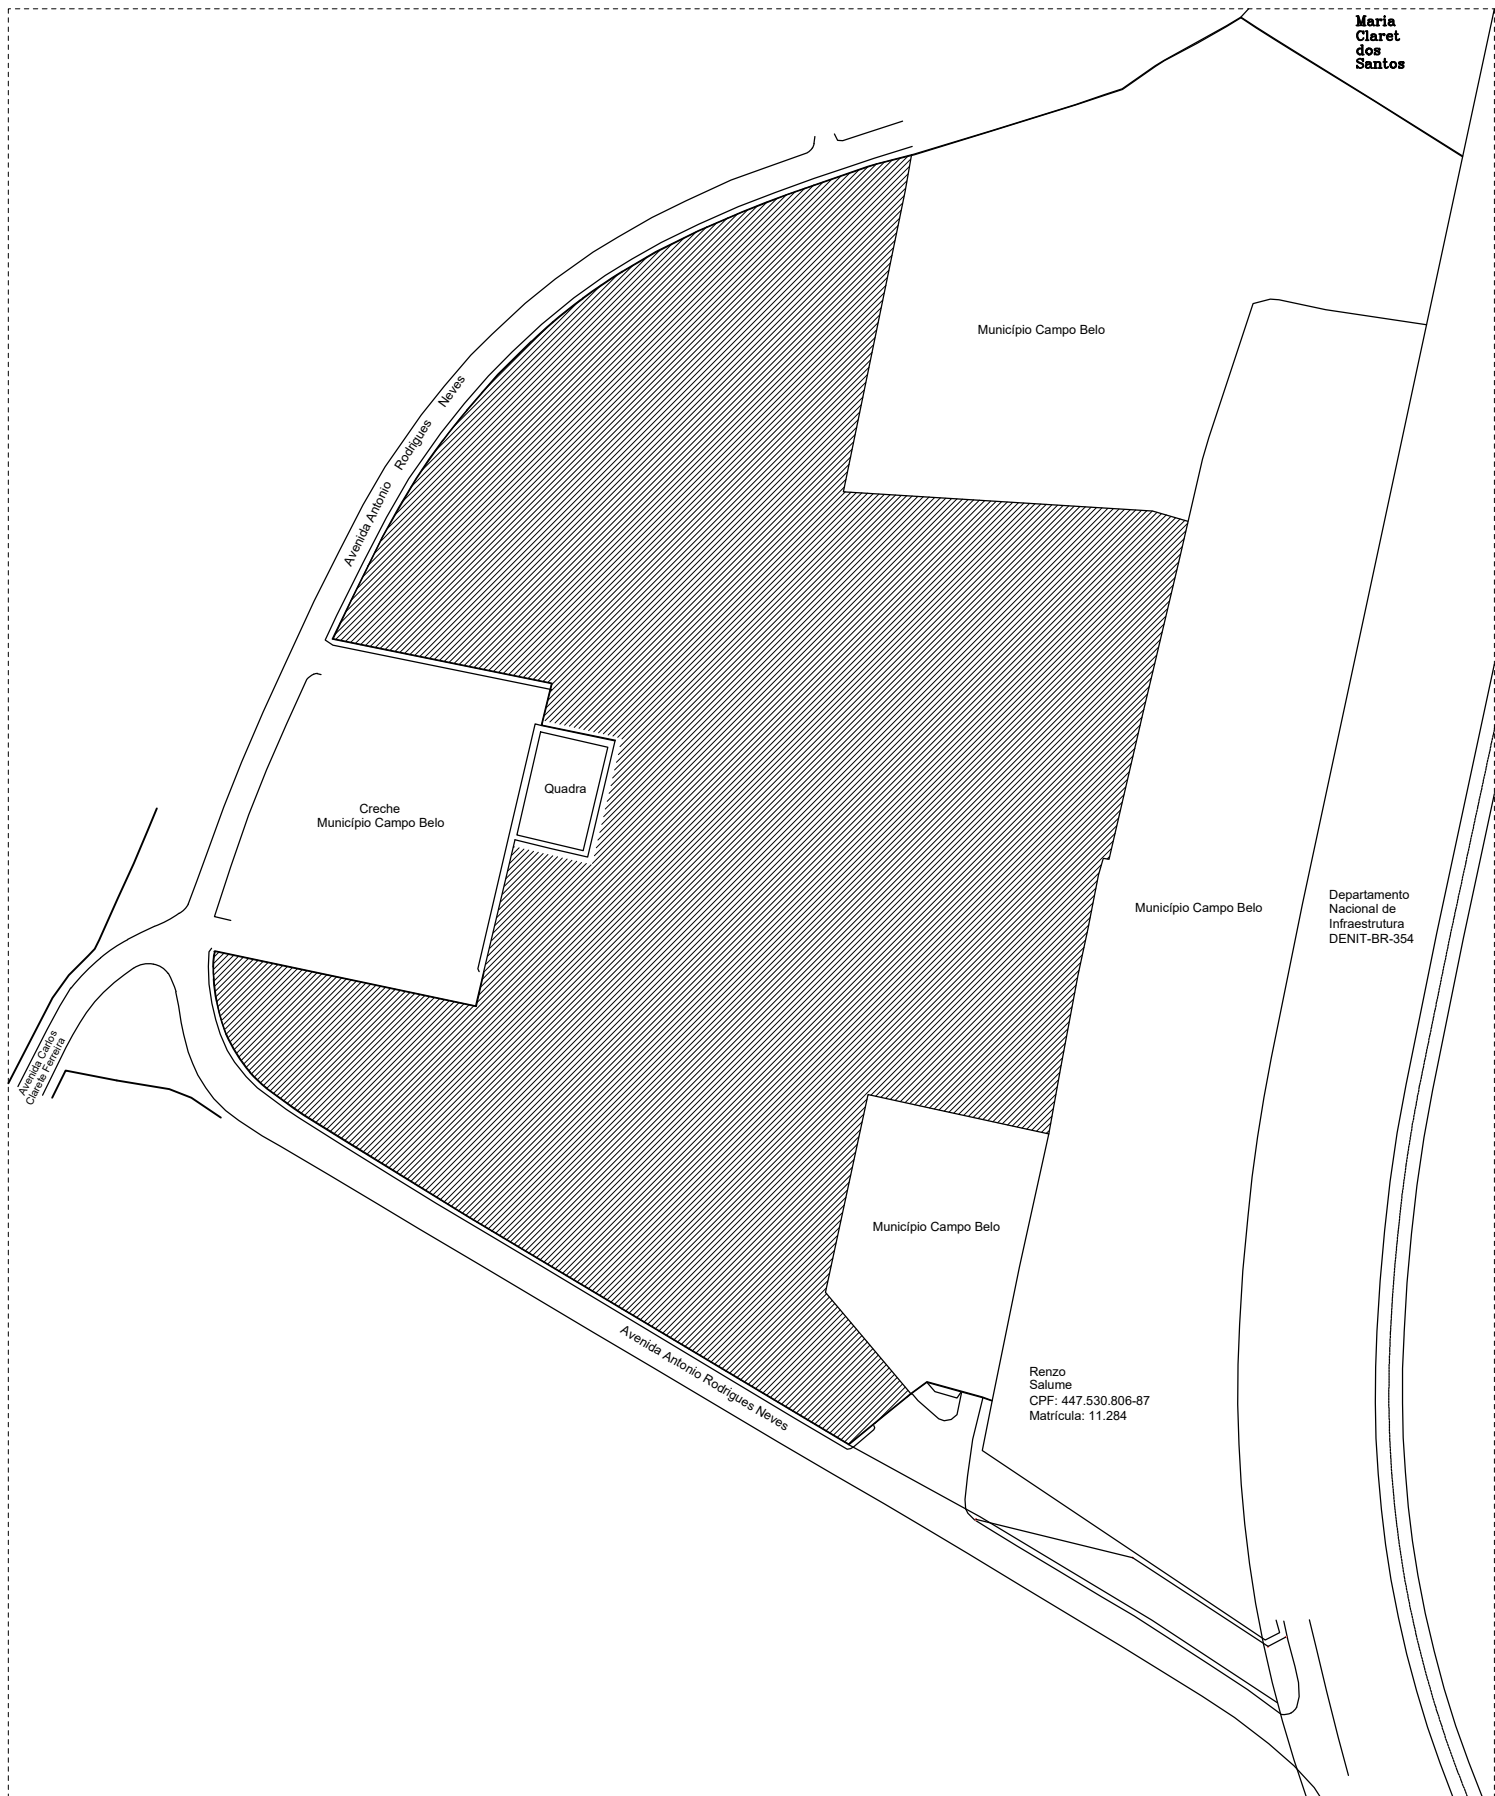 Maria
Claret
dos
Santos
Município Campo Belo
Avenida Antonio Rodrigues Neves
Quadra
Creche
Município Campo Belo
Município Campo Belo
Departamento
Nacional de
Infraestrutura
DENIT-BR-354
Avenida Carlos
Clarete Ferreira
Município Campo Belo
Avenida Antonio Rodrigues Neves
Renzo
Salume
CPF: 447.530.806-87
Matrícula: 11.284